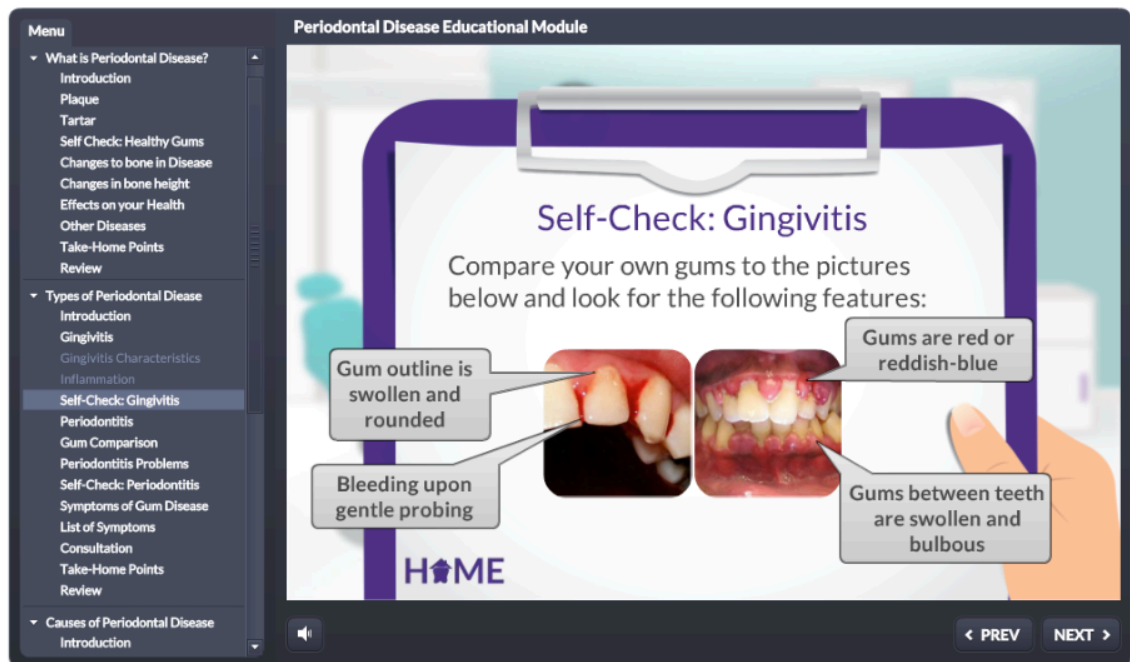 Menu
What is Periodontal Disease?
Introduction
Plaque
Tartar
Self Check: Healthy Gums
Changes to bone in Disease
Changes in bone height
Effects on your Health
Other Diseases
Take-Home Points
Review
Types of Periodontal Diease
Introduction
Gingivitis
Gingivitis Characteristics
Inflammation
Self-Check: Gingivitis
Periodontitis
Gum Comparison
Periodontitis Problems
Self-Check: Periodontitis
Symptoms of Gum Disease
List of Symptoms
Consultation
Take-Home Points
Review
Causes of Periodontal Disease
Introduction
Periodontal Disease Educational Module
Self-Check: Gingivitis
Compare your own gums to the pictures
below and look for the following features:
Gum outline is
swollen and
rounded
Bleeding upon
gentle probing
Gums are red or
reddish-blue
Gums between teeth
are swollen and
bulbous
HOME
< PREV
NEXT >